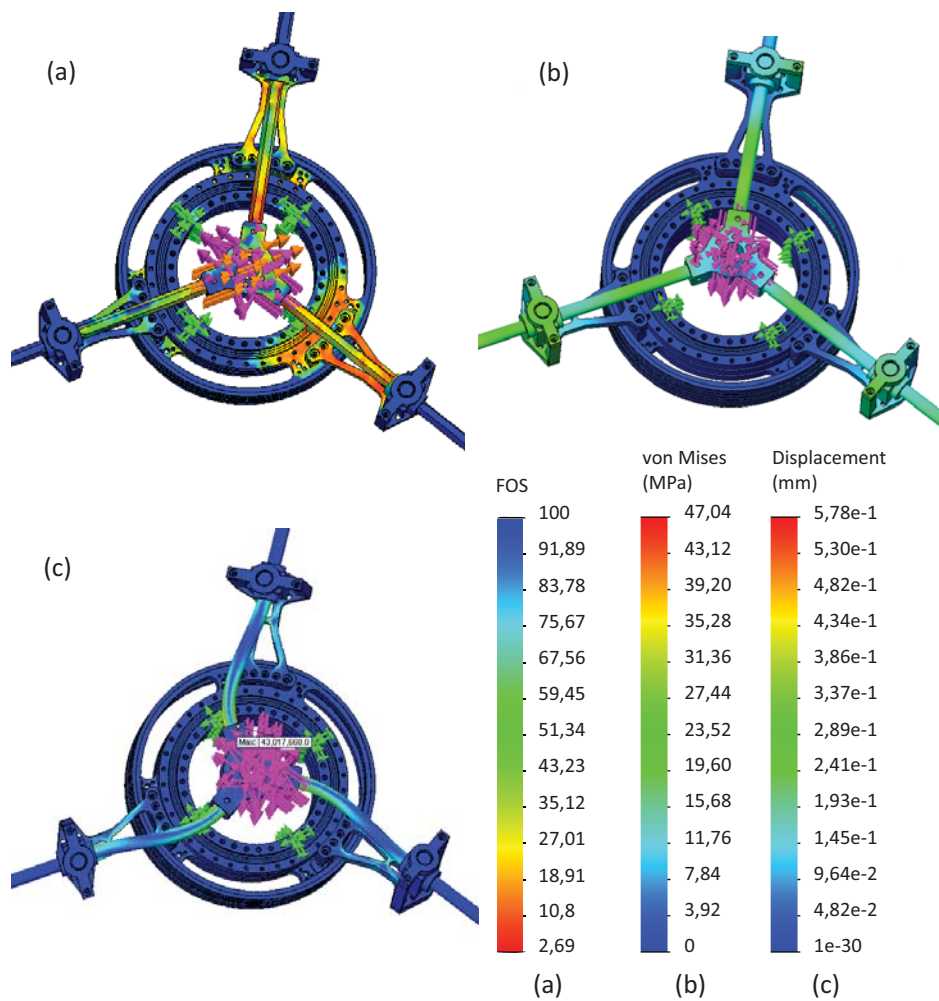 (a)
(b)
(c)
FOS
100
91,89
83,78
75,67
67,56
59,45
51,34
43,23
35,12
27,01
18,91
10,8
2,69
(a)
von Mises
(MPa)
47,04
43,12
39,20
35,28
31,36
27,44
23,52
19,60
15,68
11,76
7,84
3,92
0
(b)
Displacement
(mm)
5,78e-1
5,30e-1
4,82e-1
4,34e-1
3,86e-1
3,37e-1
2,89e-1
2,41e-1
1,93e-1
1,45e-1
9,64e-2
4,82e-2
1e-30
(c)
Max: 43,017,668.0